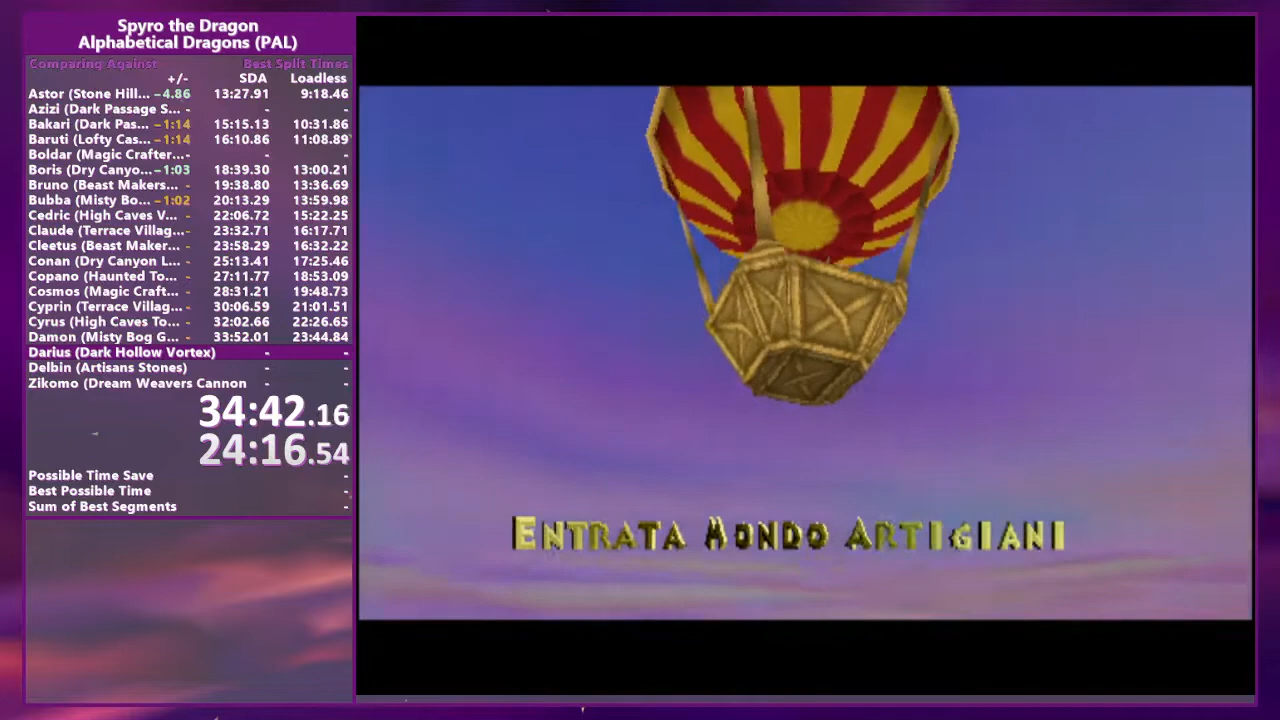 Spyro the Dragon
Alphabetical Dragons (PAL)
Comparing Against Best Split Times
+/- SDA Loadless
Astor (Stone Hill... −4.86 13:27.91 9:18.46
Azizi (Dark Passage S... - - -
Bakari (Dark Pas... −1:14 15:15.13 10:31.86
Baruti (Lofty Cas... −1:14 16:10.86 11:08.89
Boldar (Magic Crafter... - - -
Boris (Dry Canyo... −1:03 18:39.30 13:00.21
Bruno (Beast Makers... - 19:38.80 13:36.69
Bubba (Misty Bo... −1:02 20:13.29 13:59.98
Cedric (High Caves V... - 22:06.72 15:22.25
Claude (Terrace Villag... - 23:32.71 16:17.71
Cleetus (Beast Maker... - 23:58.29 16:32.22
Conan (Dry Canyon L... - 25:13.41 17:25.46
Copano (Haunted To... - 27:11.77 18:53.09
Cosmos (Magic Craft... - 28:31.21 19:48.73
Cyprin (Terrace Villag... - 30:06.59 21:01.51
Cyrus (High Caves To... - 32:02.66 22:26.65
Damon (Misty Bog G... - 33:52.01 23:44.84
Darius (Dark Hollow Vortex) - -
Delbin (Artisans Stones) - -
Zikomo (Dream Weavers Cannon - -
34:42.16
24:16.54
Possible Time Save -
Best Possible Time -
Sum of Best Segments -
Entrata Mondo Artigiani